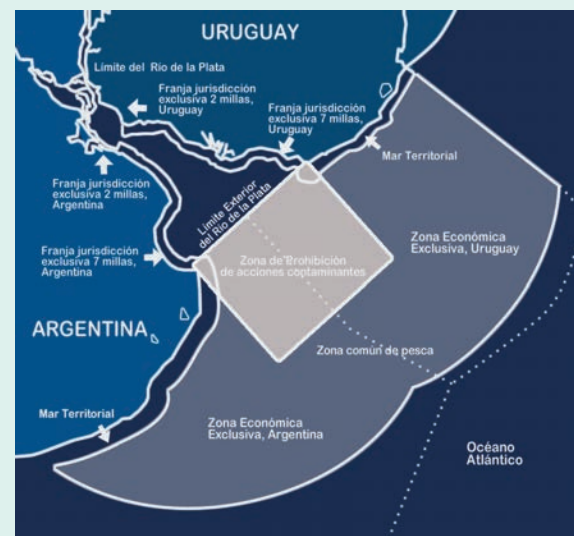 URUGUAY
Límite del Río de la Plata
Franja jurisdicción
exclusiva 2 millas,
Uruguay
Franja jurisdicción
exclusiva 7 millas,
Uruguay
Mar Territorial
Franja jurisdicción
exclusiva 2 millas,
Argentina
Límite Exterior
del Río de la Plata
Zona Económica
Exclusiva, Uruguay
Franja jurisdicción
exclusiva 7 millas,
Argentina
Zona de Prohibición
de acciones contaminantes
ARGENTINA
Zona común de pesca
Mar Territorial
Zona Económica
Exclusiva, Argentina
Océano
Atlántico